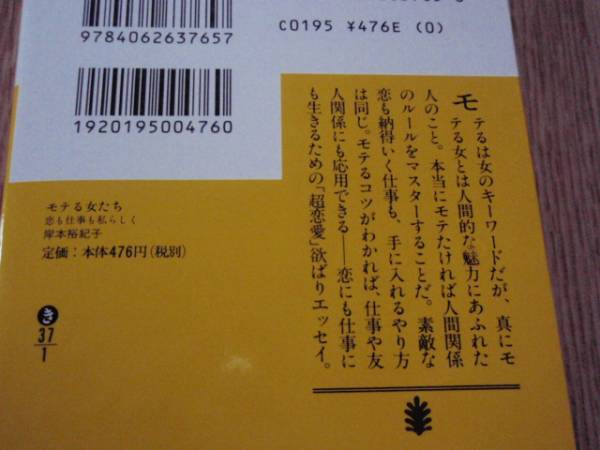 9784062637657
C0195 ¥476E (0)
1920195004760
モテるは女のキーワードだが、真にモ
テる女とは人間的な魅力にあふれた
人のこと。本当にモテたければ人間関係
のルールをマスターすることだ。素敵な
恋も納得いく仕事も、手に入れるやり方
は同じ。モテるコツがわかれば、仕事や友
人関係にも応用できる──恋にも仕事に
も生きるための「超恋愛」欲ばりエッセイ。
モテる女たち
恋も仕事も私らしく
岸本裕紀子
定価：本体476円（税別）
き
37
1